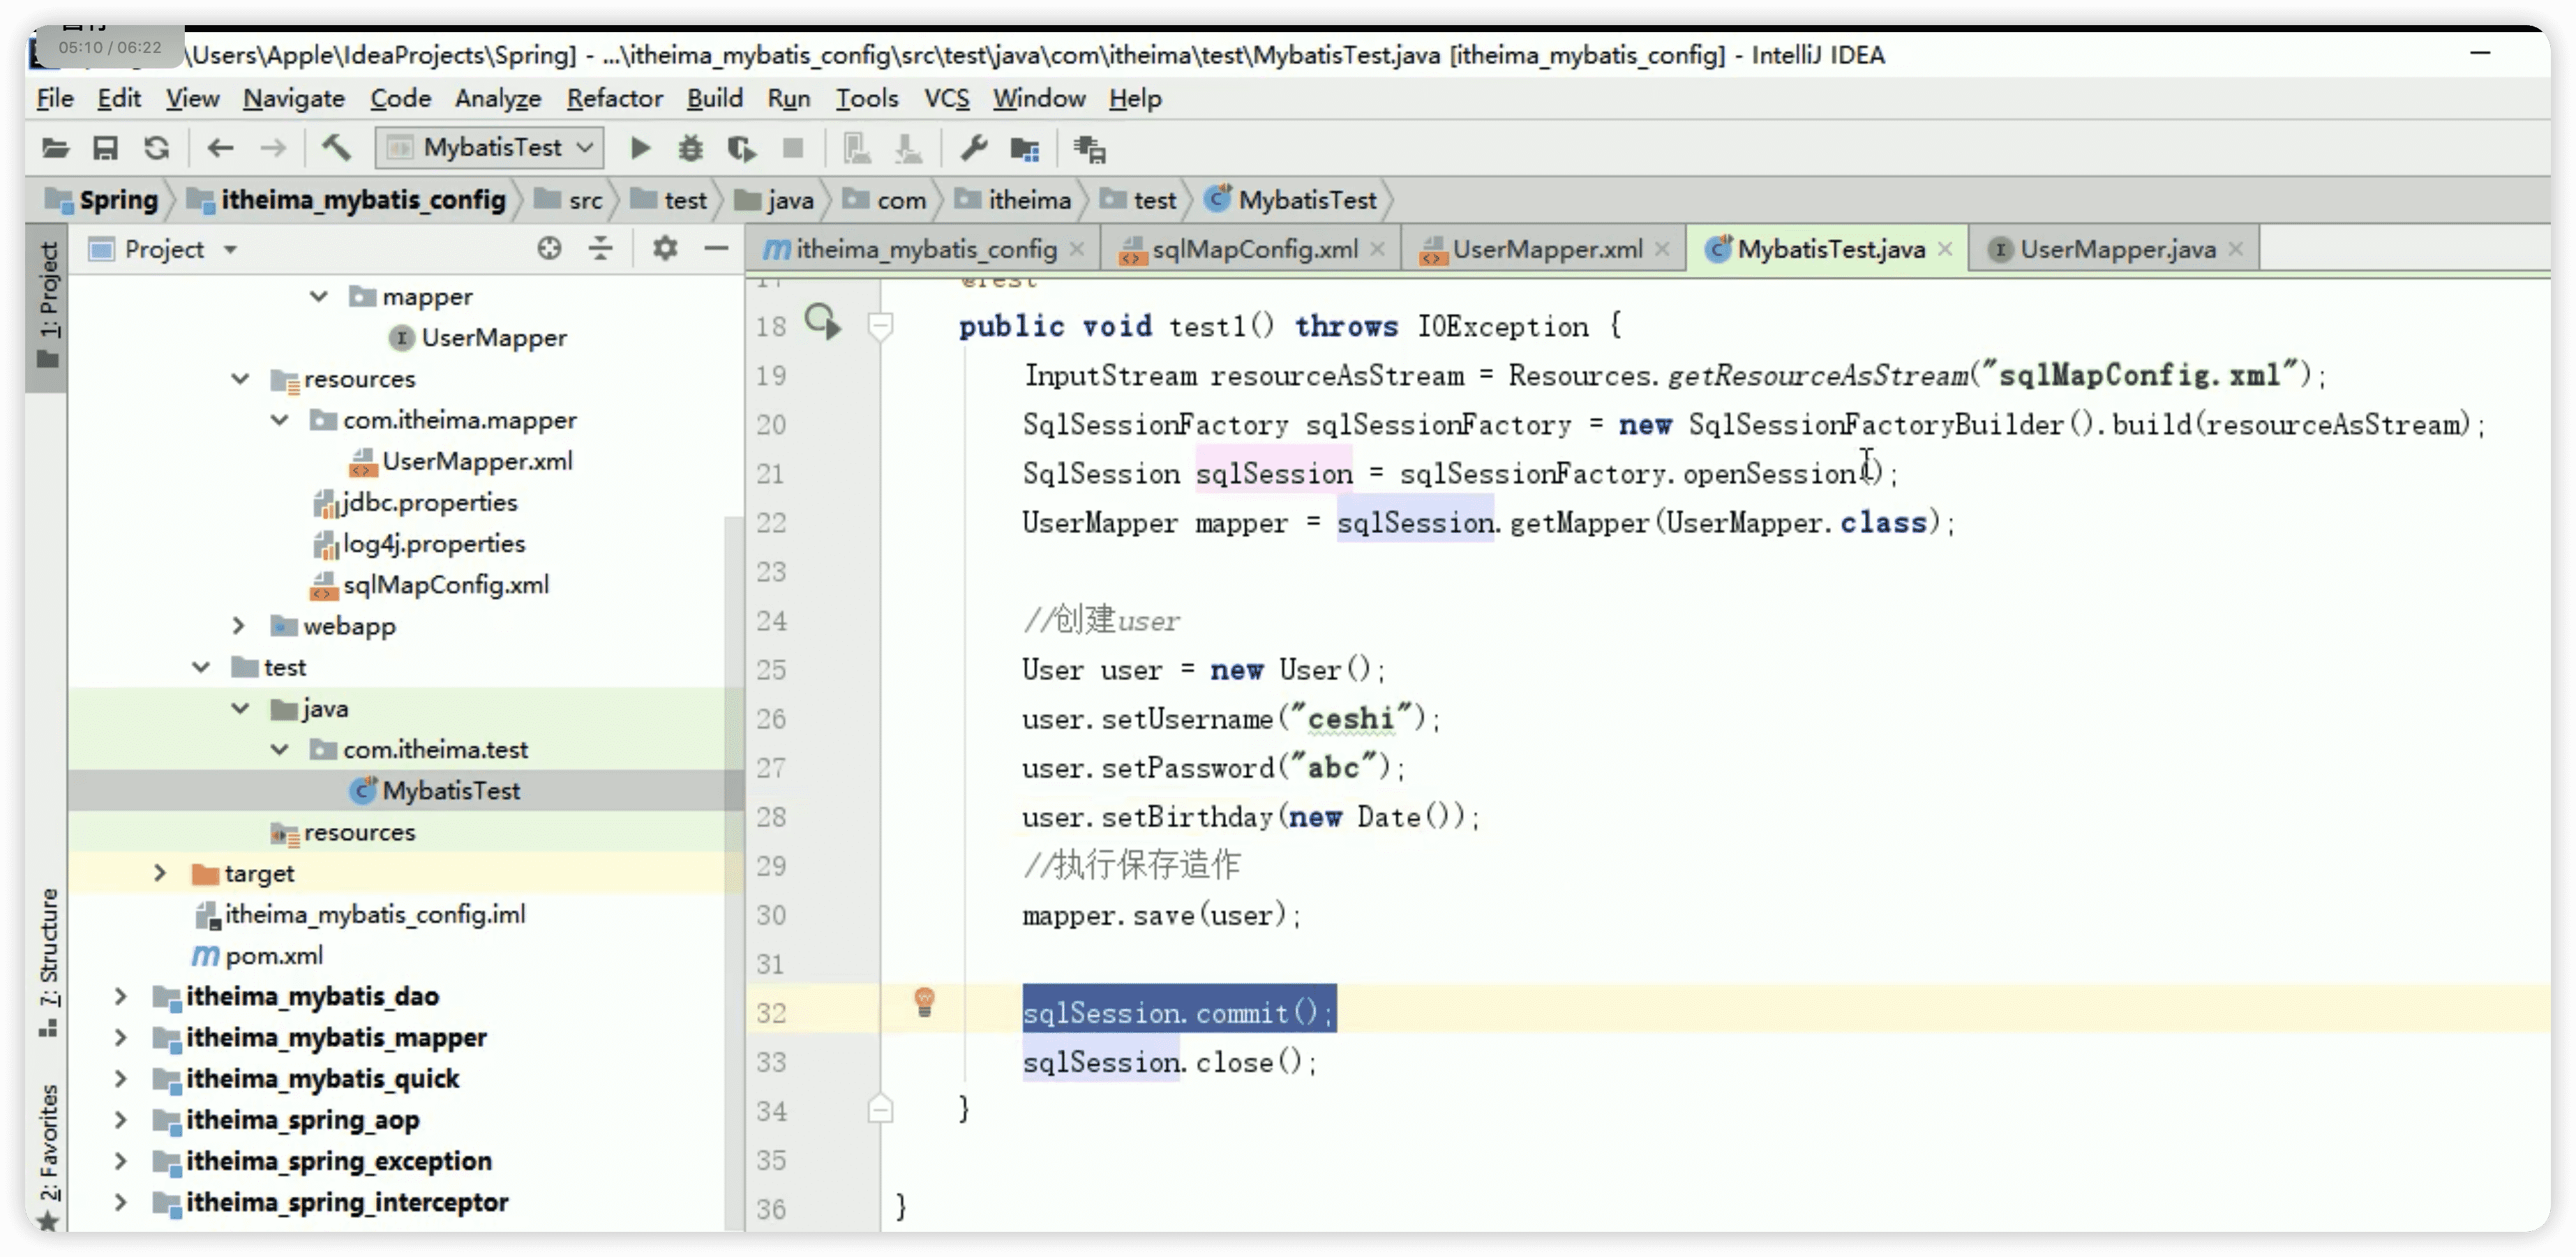 05:10 / 06:22
\Users\Apple\IdeaProjects\Spring] - ...\itheima_mybatis_config\src\test\java\com\itheima\test\MybatisTest.java [itheima_mybatis_config] - IntelliJ IDEA
File Edit View Navigate Code Analyze Refactor Build Run Tools VCS Window Help
MybatisTest
Spring itheima_mybatis_config src test java com itheima test MybatisTest
1: Project
7: Structure
2: Favorites
Project
mapper
UserMapper
resources
com.itheima.mapper
UserMapper.xml
jdbc.properties
log4j.properties
sqlMapConfig.xml
webapp
test
java
com.itheima.test
MybatisTest
resources
target
itheima_mybatis_config.iml
pom.xml
itheima_mybatis_dao
itheima_mybatis_mapper
itheima_mybatis_quick
itheima_spring_aop
itheima_spring_exception
itheima_spring_interceptor
itheima_mybatis_config sqlMapConfig.xml UserMapper.xml MybatisTest.java UserMapper.java
17 @Test
18 public void test1() throws IOException {
19 InputStream resourceAsStream = Resources.getResourceAsStream("sqlMapConfig.xml");
20 SqlSessionFactory sqlSessionFactory = new SqlSessionFactoryBuilder().build(resourceAsStream);
21 SqlSession sqlSession = sqlSessionFactory.openSession();
22 UserMapper mapper = sqlSession.getMapper(UserMapper.class);
23
24 //创建user
25 User user = new User();
26 user.setUsername("ceshi");
27 user.setPassword("abc");
28 user.setBirthday(new Date());
29 //执行保存造作
30 mapper.save(user);
31
32 sqlSession.commit();
33 sqlSession.close();
34 }
35
36 }